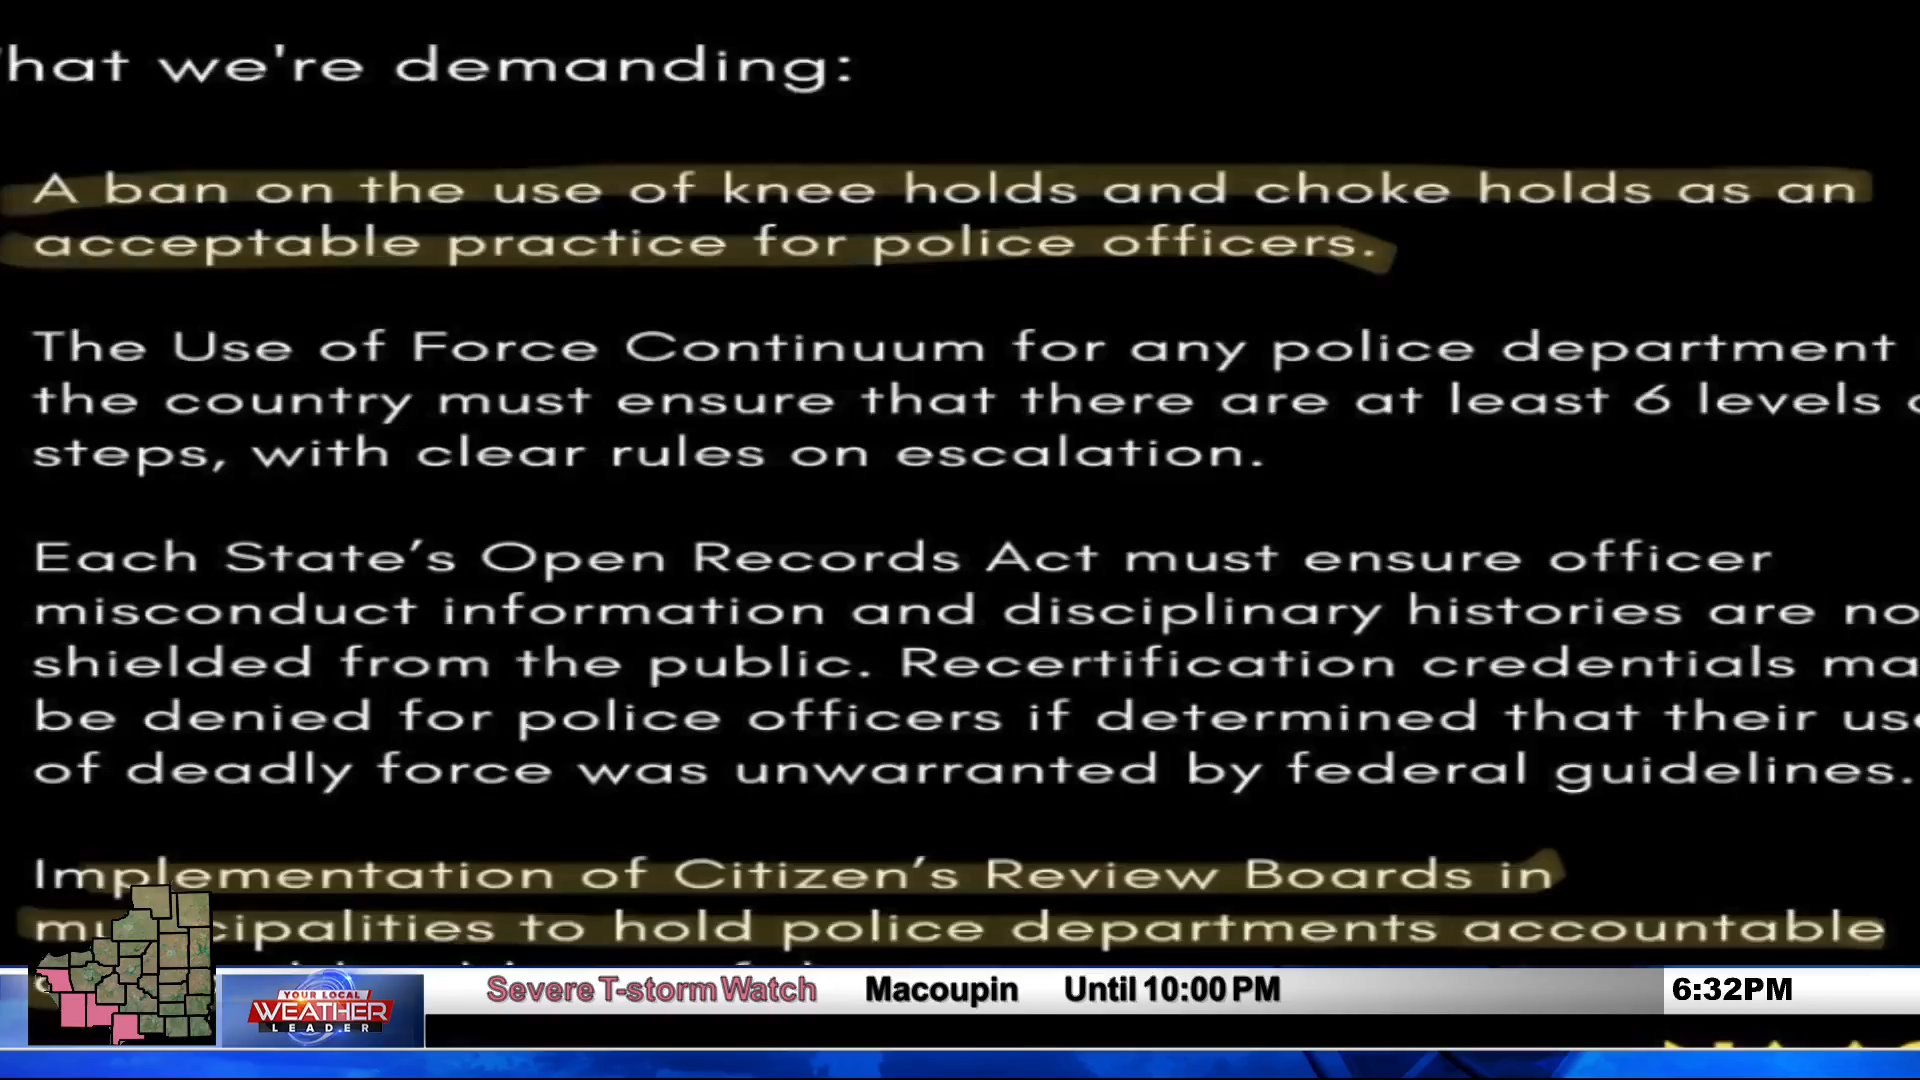 hat we're demanding:
A ban on the use of knee holds and choke holds as an
acceptable practice for police officers.
The Use of Force Continuum for any police department
the country must ensure that there are at least 6 levels
steps, with clear rules on escalation.
Each State’s Open Records Act must ensure officer
misconduct information and disciplinary histories are no
shielded from the public. Recertification credentials ma
be denied for police officers if determined that their use
of deadly force was unwarranted by federal guidelines.
Implementation of Citizen’s Review Boards in
mu cipalities to hold police departments accountable
Severe T-storm Watch Macoupin Until 10:00 PM
6:32PM
YOUR LOCAL
WEATHER
LEADER